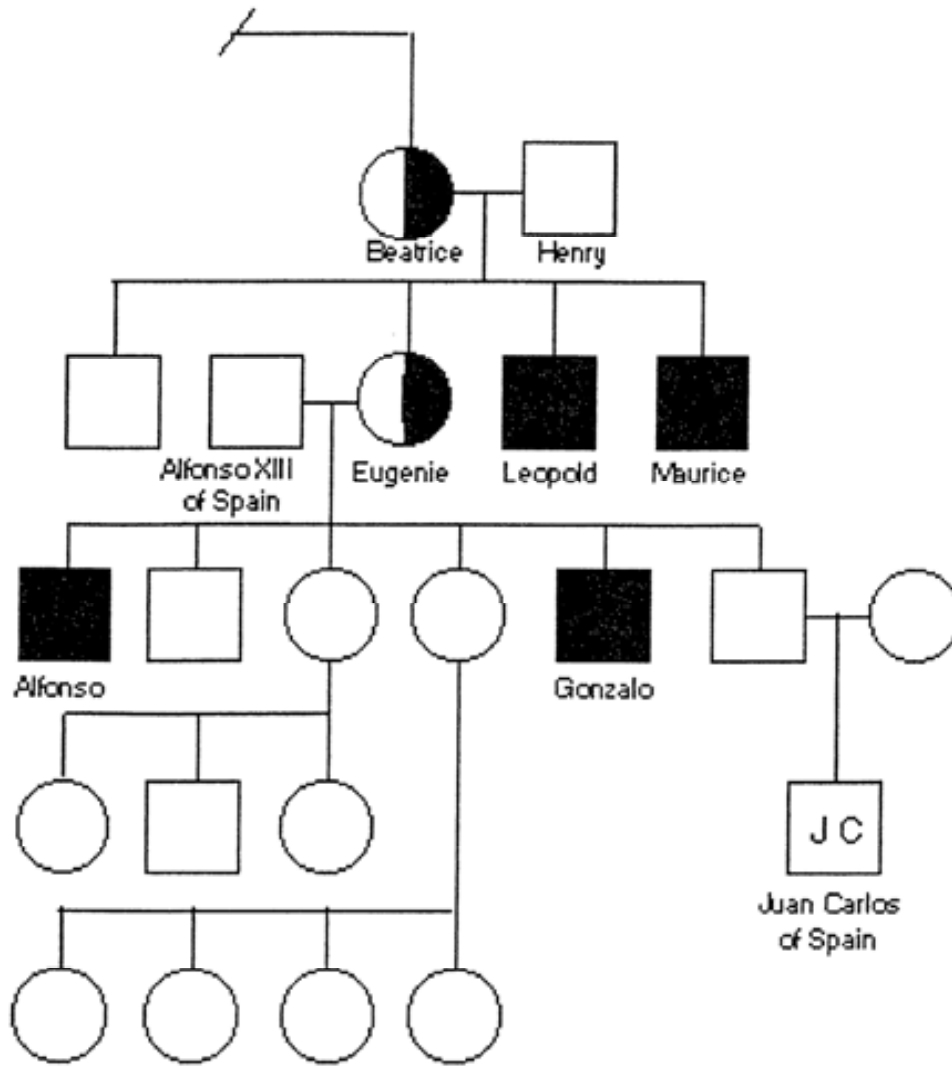 Beatrice
Henry
Alfonso XIII
of Spain
Eugenie
Leopold
Maurice
Alfonso
Gonzalo
J C
Juan Carlos
of Spain